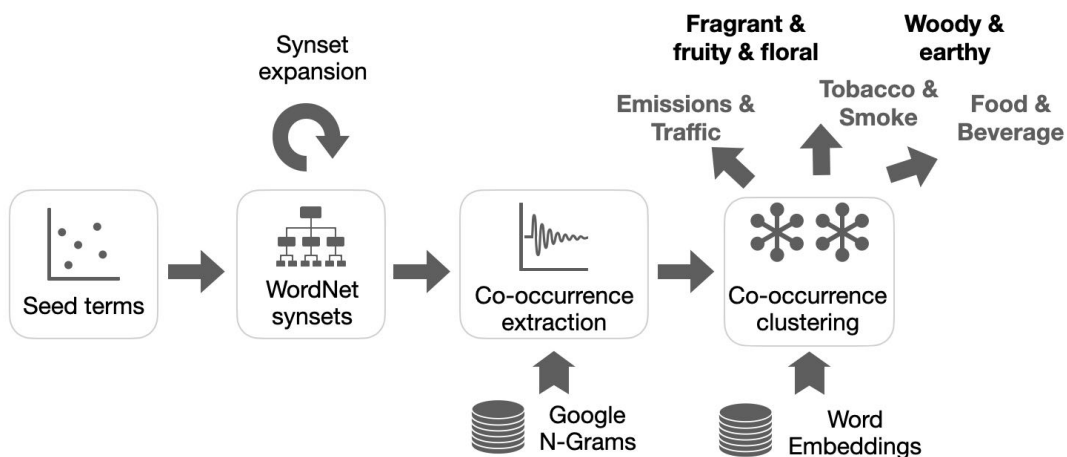 Synset
expansion
Fragrant &
fruity & floral
Woody &
earthy
Emissions &
Traffic
Tobacco &
Smoke
Food &
Beverage
Seed terms
WordNet
synsets
Co-occurrence
extraction
Co-occurrence
clustering
Google
N-Grams
Word
Embeddings